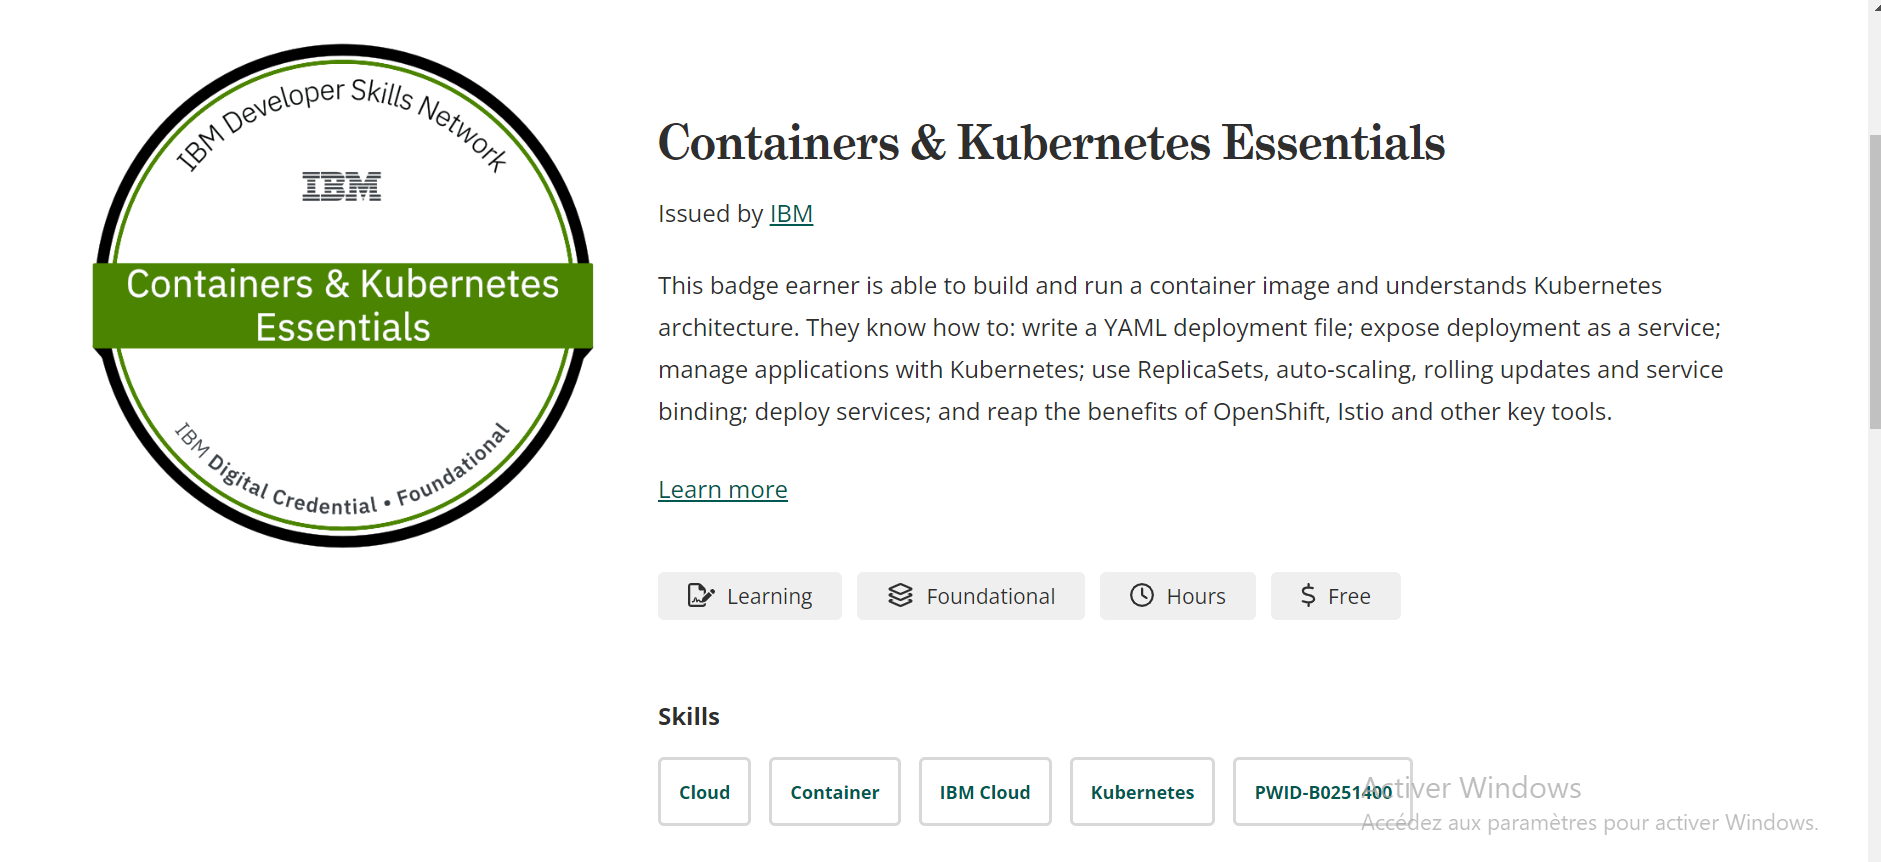 IBM Developer Skills Network
IBM
Containers & Kubernetes
Essentials
IBM Digital Credential • Foundational
Containers & Kubernetes Essentials
Issued by IBM
This badge earner is able to build and run a container image and understands Kubernetes
architecture. They know how to: write a YAML deployment file; expose deployment as a service;
manage applications with Kubernetes; use ReplicaSets, auto-scaling, rolling updates and service
binding; deploy services; and reap the benefits of OpenShift, Istio and other key tools.
Learn more
Learning Foundational Hours $ Free
Skills
Cloud Container IBM Cloud Kubernetes PWID-B0251400
Activer Windows
Accédez aux paramètres pour activer Windows.